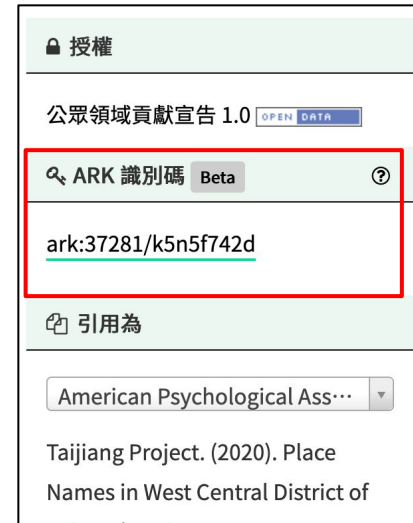 授權
公眾領域貢獻宣告 1.0 OPEN DATA
ARK 識別碼 Beta ?
ark:37281/k5n5f742d
引用為
American Psychological Ass…
Taijiang Project. (2020). Place
Names in West Central District of